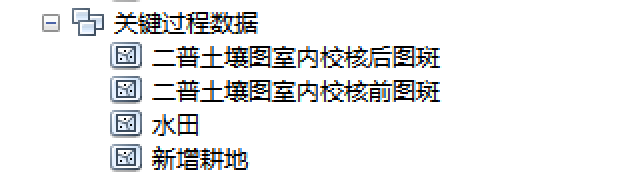 关键过程数据
二普土壤图室内校核后图斑
二普土壤图室内校核前图斑
水田
新增耕地